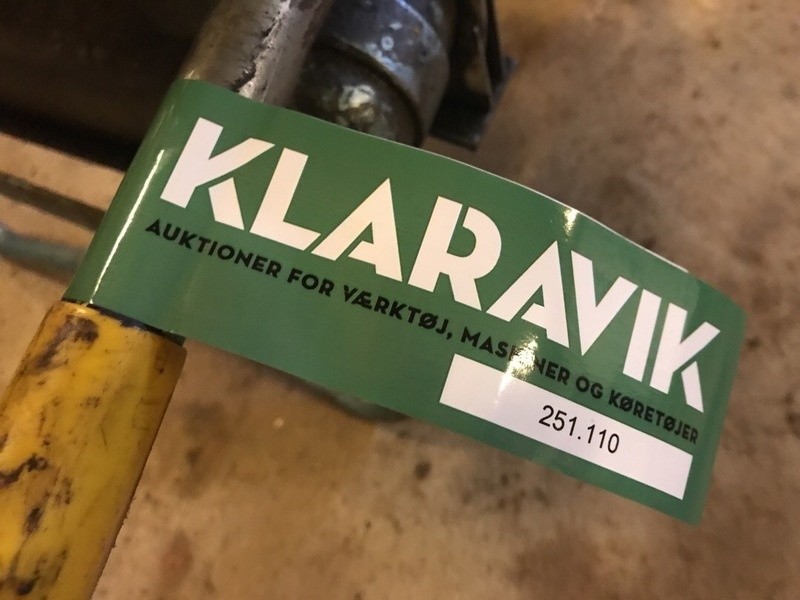 KLARAVIK
AUKTIONER FOR VÆRKTØJ, MASKINER OG KØRETØJER
251.110